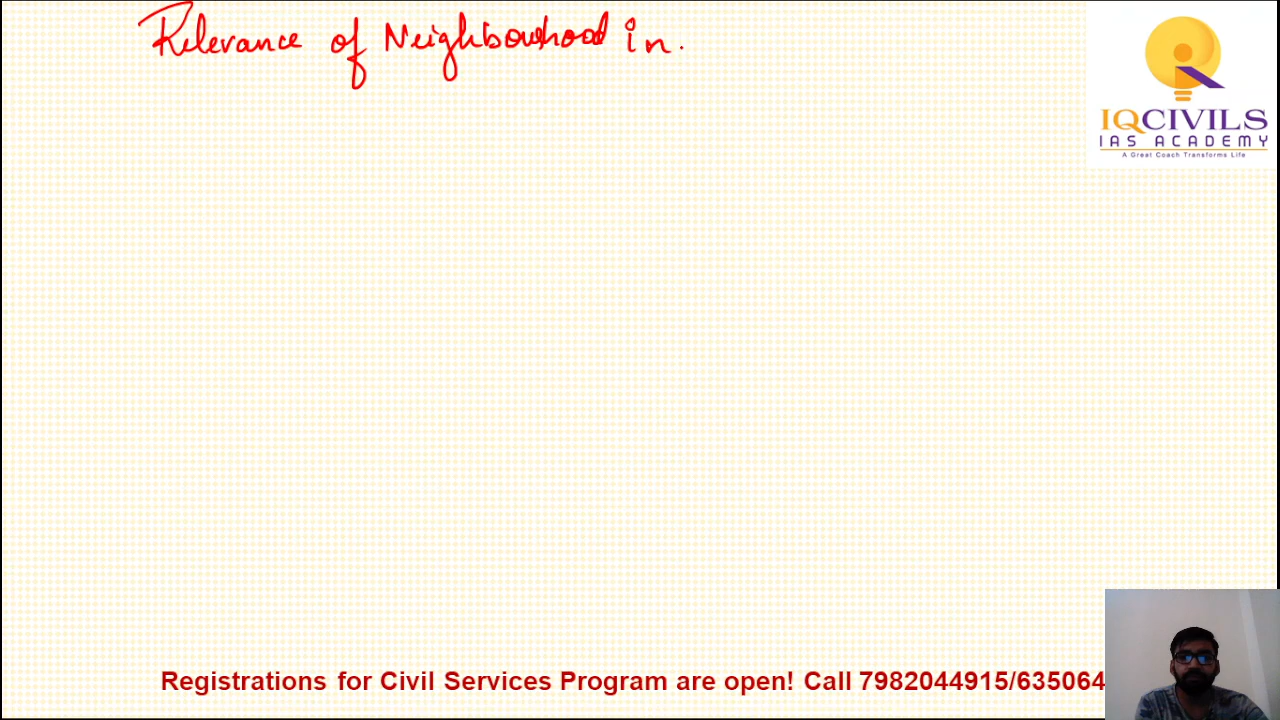 Relevance of Neighbourhood in.
IQCIVILS
IAS ACADEMY
A Great Coach Transforms Life
Registrations for Civil Services Program are open! Call 7982044915/635064